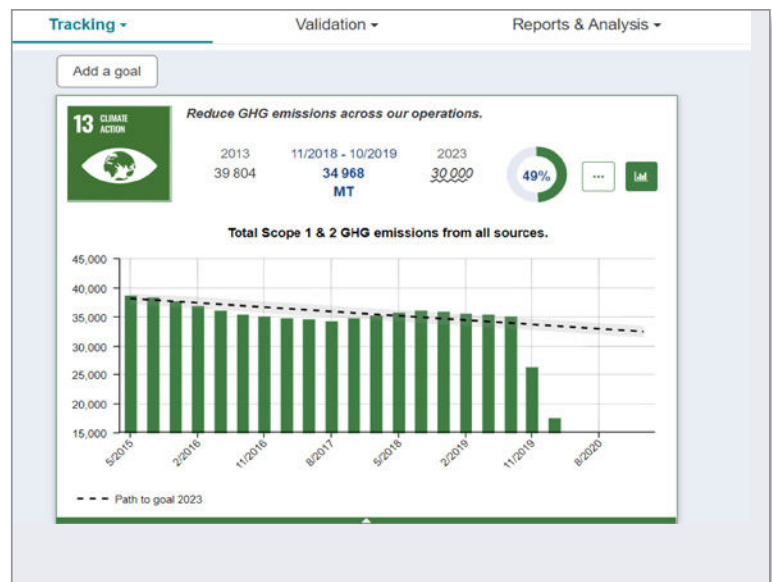 Tracking
Validation
Reports & Analysis
Add a goal
13 CLIMATE ACTION
Reduce GHG emissions across our operations.
2013 11/2018 - 10/2019 2023
39 804 34 968 30,000
MT
49%
...
Total Scope 1 & 2 GHG emissions from all sources.
45,000
40,000
35,000
30,000
25,000
20,000
15,000
5/2015 2/2016 11/2016 8/2017 5/2018 2/2019 11/2019 8/2020
Path to goal 2023